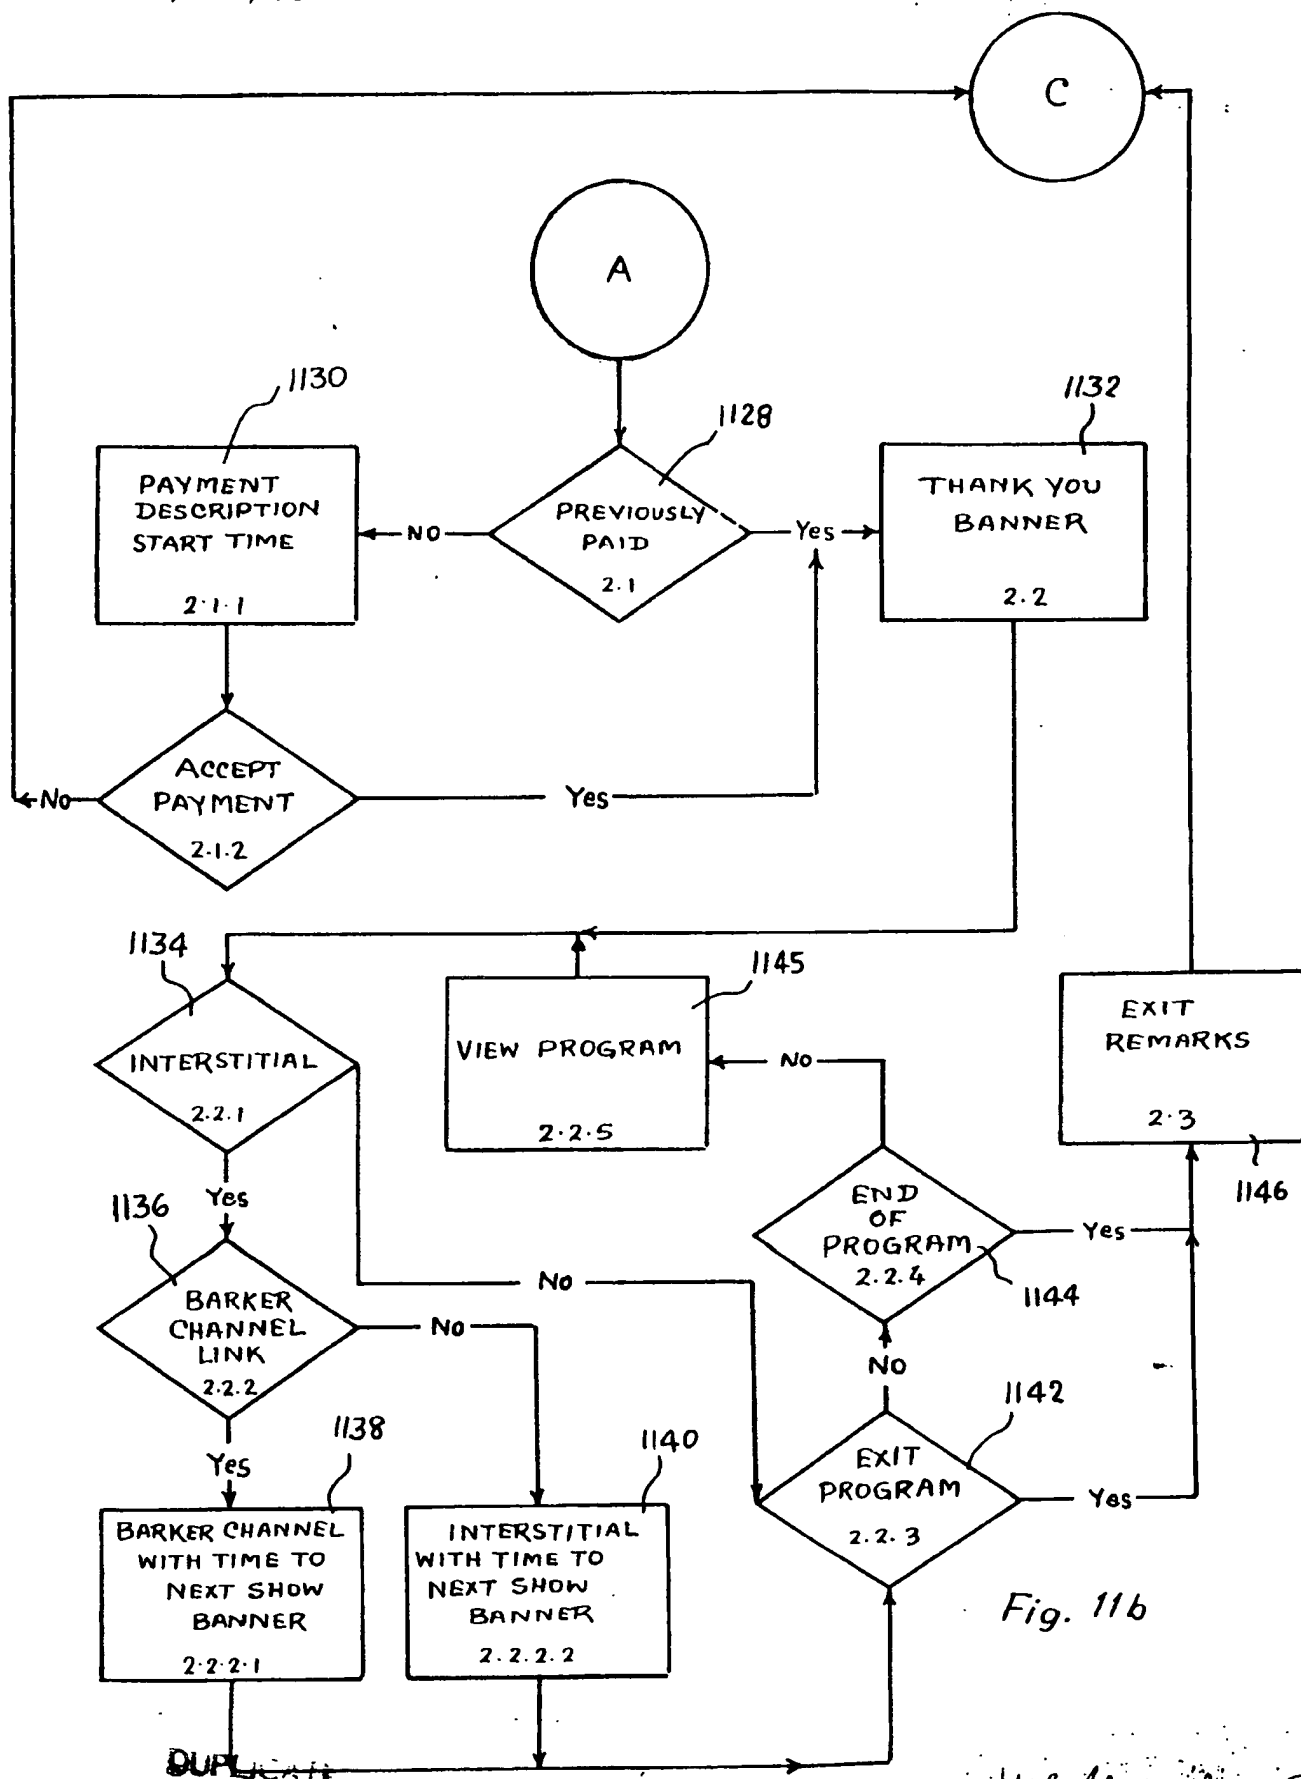 C
A
1130
1128
1132
PAYMENT
DESCRIPTION
START TIME
2.1.1
NO
PREVIOUSLY
PAID
2.1
Yes
THANK YOU
BANNER
2.2
ACCEPT
PAYMENT
2.1.2
No
Yes
1134
INTERSTITIAL
2.2.1
1145
VIEW PROGRAM
2.2.5
NO
EXIT
REMARKS
2.3
1146
Yes
1136
BARKER
CHANNEL
LINK
2.2.2
No
No
END
OF
PROGRAM
2.2.4
Yes
1144
NO
1142
EXIT
PROGRAM
2.2.3
Yes
Yes
1138
BARKER CHANNEL
WITH TIME TO
NEXT SHOW
BANNER
2.2.2.1
1140
INTERSTITIAL
WITH TIME TO
NEXT SHOW
BANNER
2.2.2.2
Fig. 11b